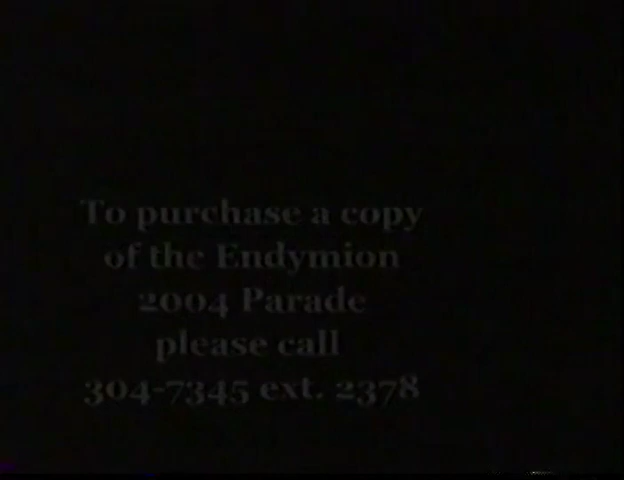 To purchase a copy
of the Endymion
2004 Parade
please call
304-7345 ext. 2378